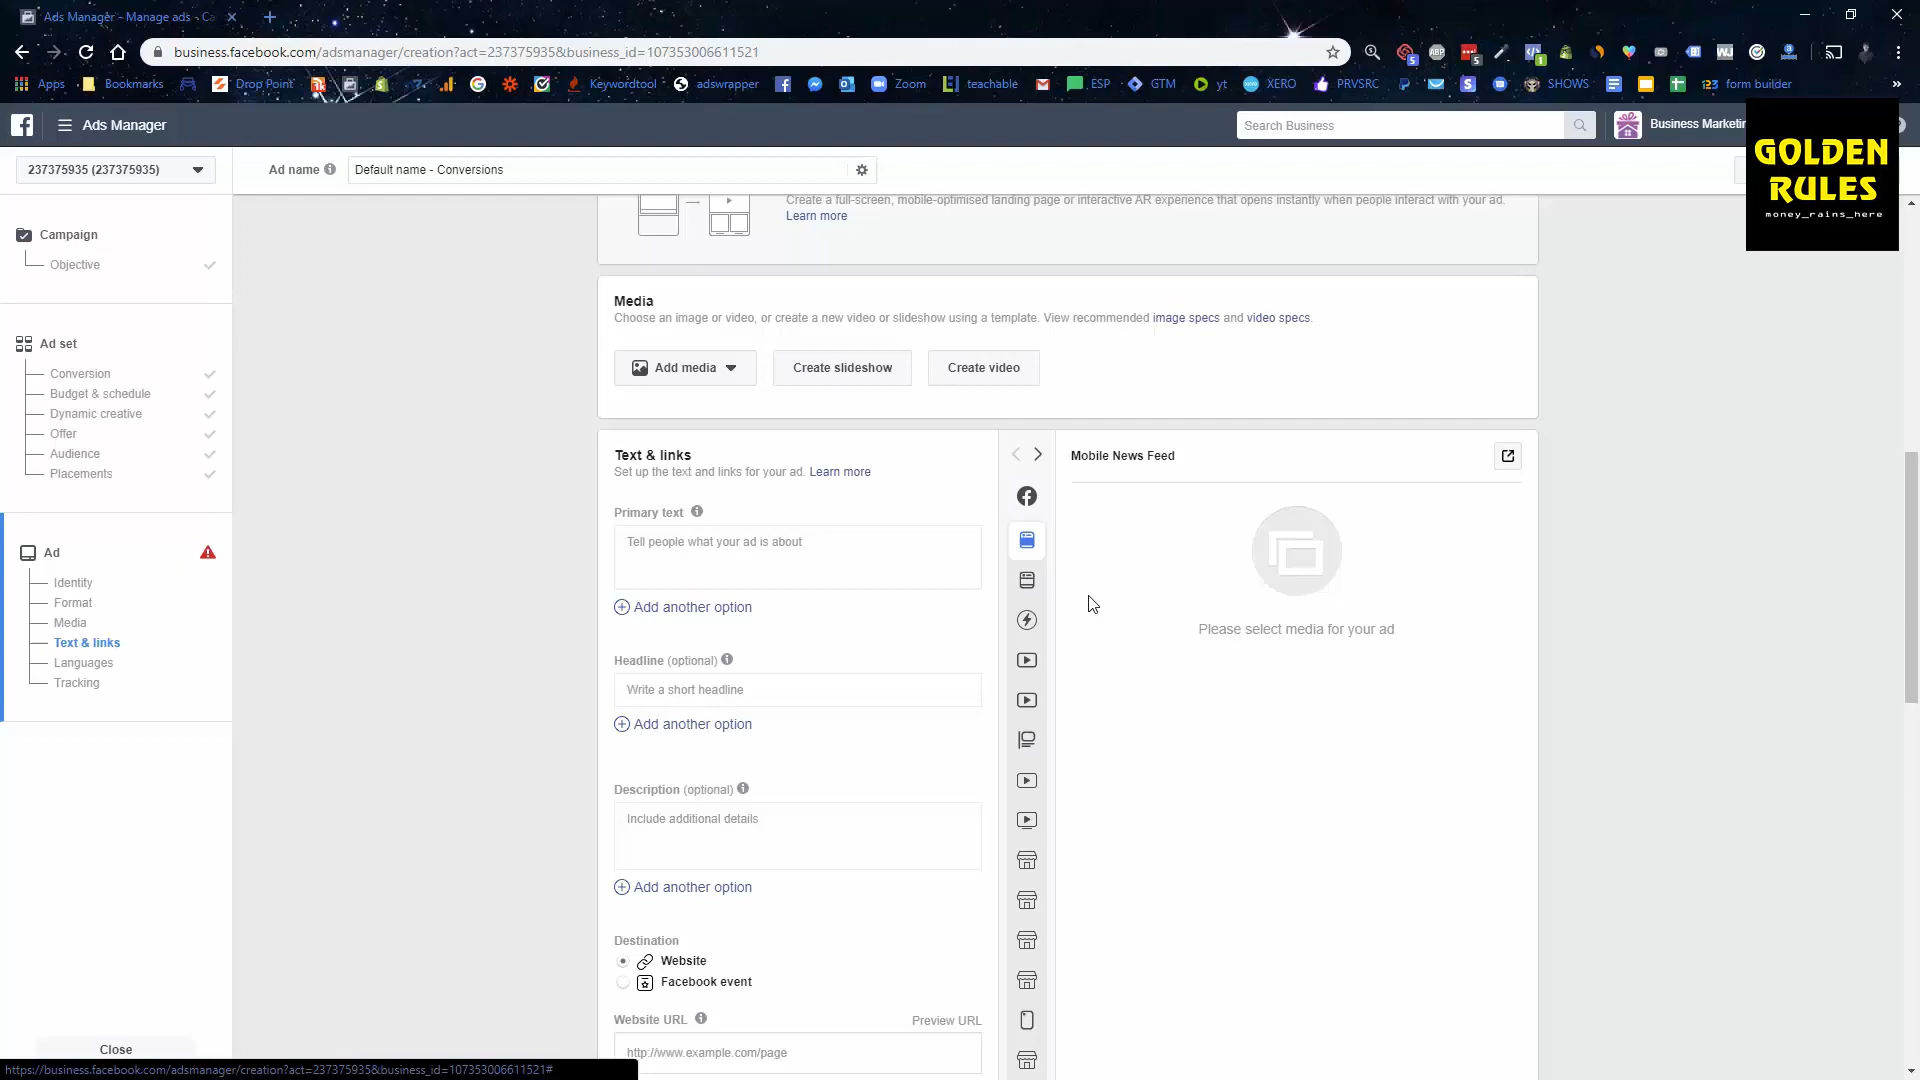 Ads Manager - Manage ads - Ca
business.facebook.com/adsmanager/creation?act=237375935&business_id=107353006611521
Apps
Bookmarks
Drop Point
Keywordtool
adswrapper
Zoom
teachable
ESP
GTM
yt
XERO
PRVSRC
SHOWS
123 form builder
Ads Manager
Search Business
Business Marketin
GOLDEN
RULES
money_rains_here
237375935 (237375935)
Ad name
Default name - Conversions
Campaign
Objective
Ad set
Conversion
Budget & schedule
Dynamic creative
Offer
Audience
Placements
Ad
Identity
Format
Media
Text & links
Languages
Tracking
Close
Create a full-screen, mobile-optimised landing page or interactive AR experience that opens instantly when people interact with your ad.
Learn more
Media
Choose an image or video, or create a new video or slideshow using a template. View recommended image specs and video specs.
Add media
Create slideshow
Create video
Text & links
Set up the text and links for your ad. Learn more
Primary text
Tell people what your ad is about
Add another option
Headline (optional)
Write a short headline
Add another option
Description (optional)
Include additional details
Add another option
Destination
Website
Facebook event
Website URL
Preview URL
http://www.example.com/page
Mobile News Feed
Please select media for your ad
https://business.facebook.com/adsmanager/creation?act=237375935&business_id=107353006611521#